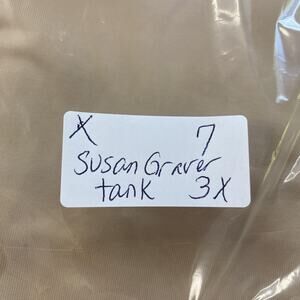 X 7
Susan Graver
tank 3X